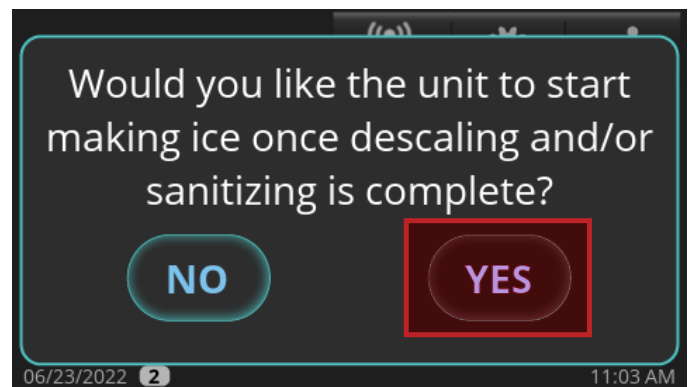 Would you like the unit to start
making ice once descaling and/or
sanitizing is complete?
NO YES
06/23/2022 2 11:03 AM